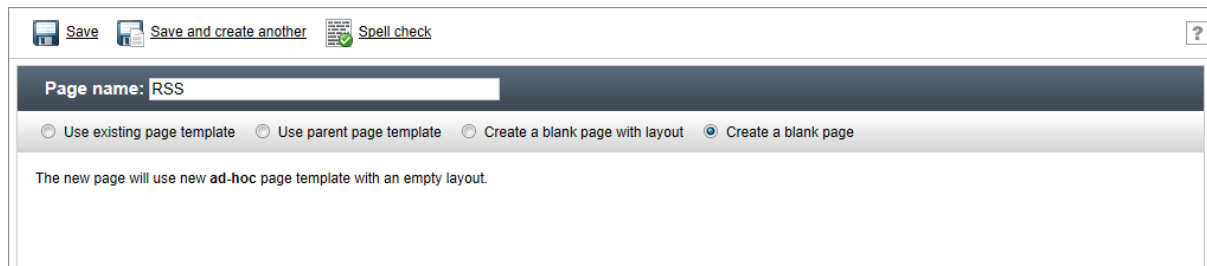 Save Save and create another Spell check ?
Page name: RSS
Use existing page template Use parent page template Create a blank page with layout Create a blank page
The new page will use new ad-hoc page template with an empty layout.